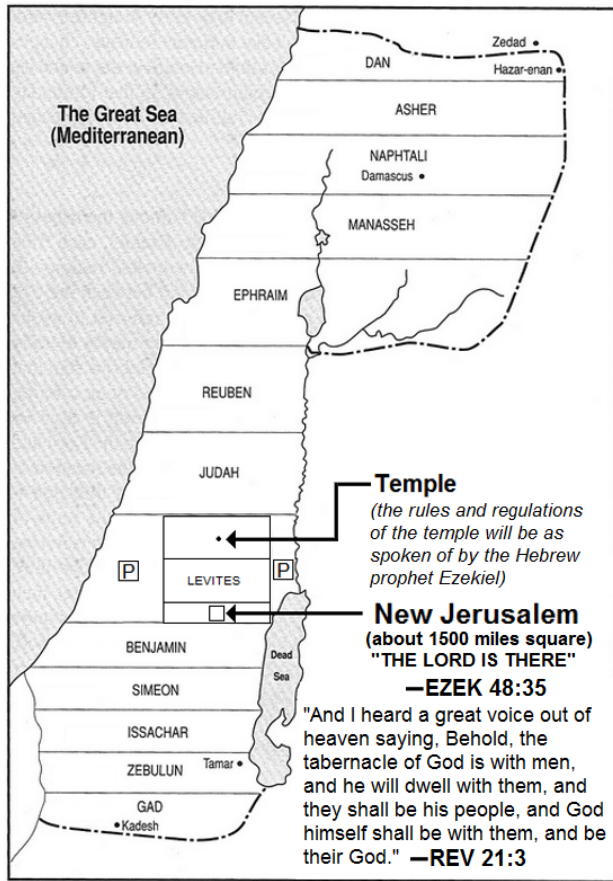 Zedad
DAN
Hazar-enan
The Great Sea
(Mediterranean)
ASHER
NAPHTALI
Damascus
MANASSEH
EPHRAIM
REUBEN
JUDAH
Temple
(the rules and regulations
of the temple will be as
spoken of by the Hebrew
prophet Ezekiel)
P
LEVITES
P
New Jerusalem
(about 1500 miles square)
"THE LORD IS THERE"
—EZEK 48:35
BENJAMIN
Dead
Sea
SIMEON
ISSACHAR
ZEBULUN
Tamar
GAD
Kadesh
"And I heard a great voice out of
heaven saying, Behold, the
tabernacle of God is with men,
and he will dwell with them, and
they shall be his people, and God
himself shall be with them, and be
their God." —REV 21:3